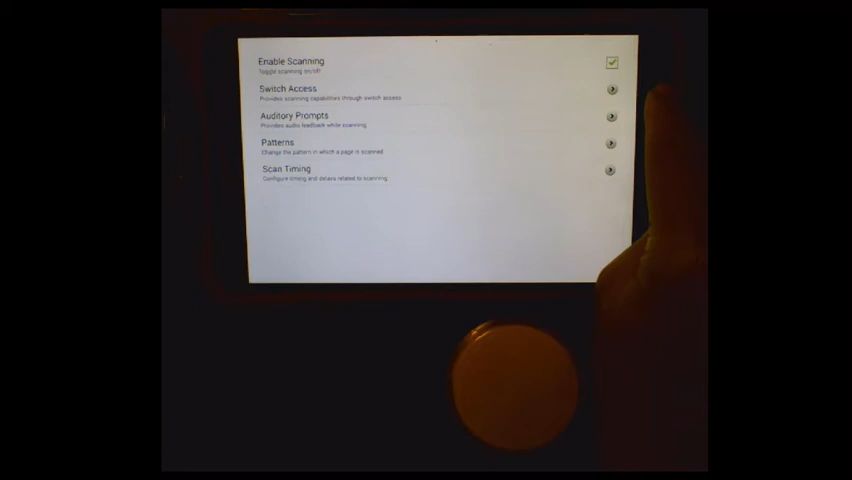 Enable Scanning
Toggle scanning on/off
Switch Access
Provides scanning capabilities through switch access
Auditory Prompts
Provides audio feedback while scanning
Patterns
Change the pattern in which a page is scanned
Scan Timing
Configure timing and delays related to scanning